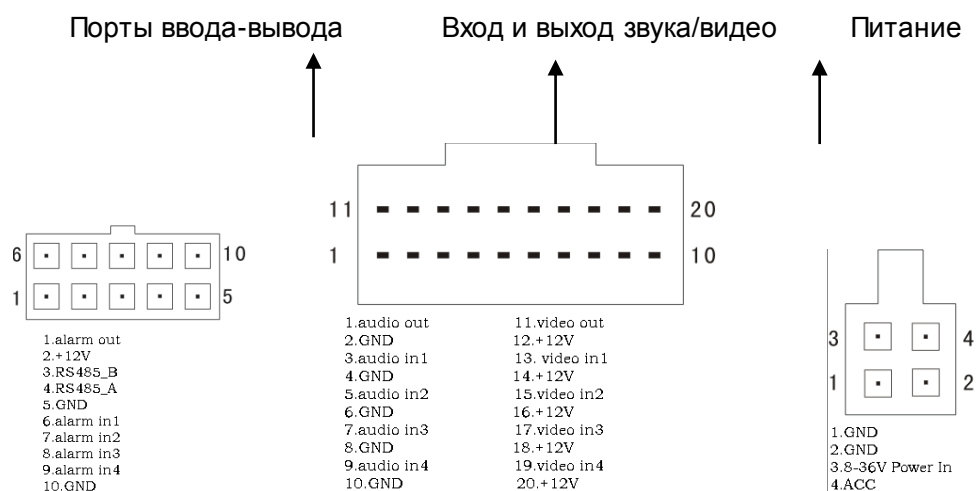 Порты ввода-вывода
Вход и выход звука/видео
Питание
6 10
1 5
1.alarm out
2.+12V
3.RS485_B
4.RS485_A
5.GND
6.alarm in1
7.alarm in2
8.alarm in3
9.alarm in4
10.GND
11 20
1 10
1.audio out
2.GND
3.audio in1
4.GND
5.audio in2
6.GND
7.audio in3
8.GND
9.audio in4
10.GND
11.video out
12.+12V
13. video in1
14.+12V
15.video in2
16.+12V
17.video in3
18.+12V
19.video in4
20.+12V
3 4
1 2
1.GND
2.GND
3.8-36V Power In
4.ACC